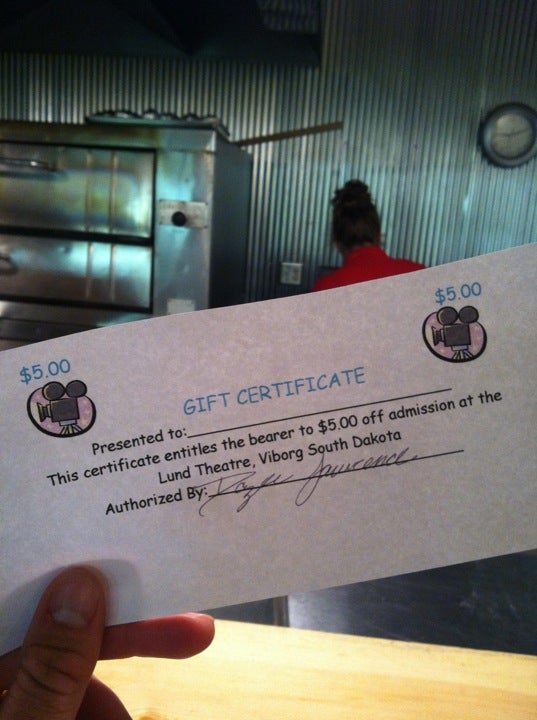 $5.00
$5.00
GIFT CERTIFICATE
Presented to:
This certificate entitles the bearer to $5.00 off admission at the
Lund Theatre, Viborg South Dakota
Authorized By: Lawrence